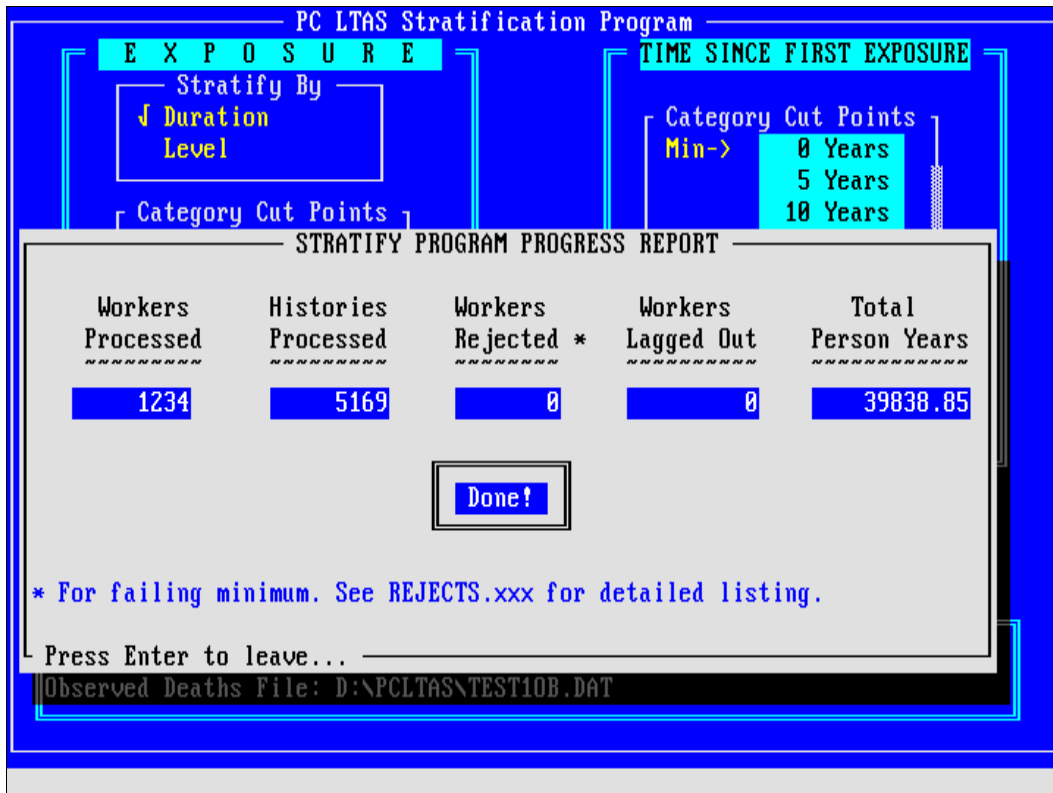 PC LTAS Stratification Program
E X P O S U R E
TIME SINCE FIRST EXPOSURE
Stratify By
√ Duration
Level
Category Cut Points
Min-> 0 Years
5 Years
10 Years
Category Cut Points
STRATIFY PROGRAM PROGRESS REPORT
Workers Histories Workers Workers Total
Processed Processed Rejected * Lagged Out Person Years
~~~~~~~~~ ~~~~~~~~~ ~~~~~~~~ ~~~~~~~~~~ ~~~~~~~~~~~~
1234 5169 0 0 39838.85
Done!
* For failing minimum. See REJECTS.xxx for detailed listing.
Press Enter to leave...
Observed Deaths File: D:\PCLTAS\TEST1OB.DAT